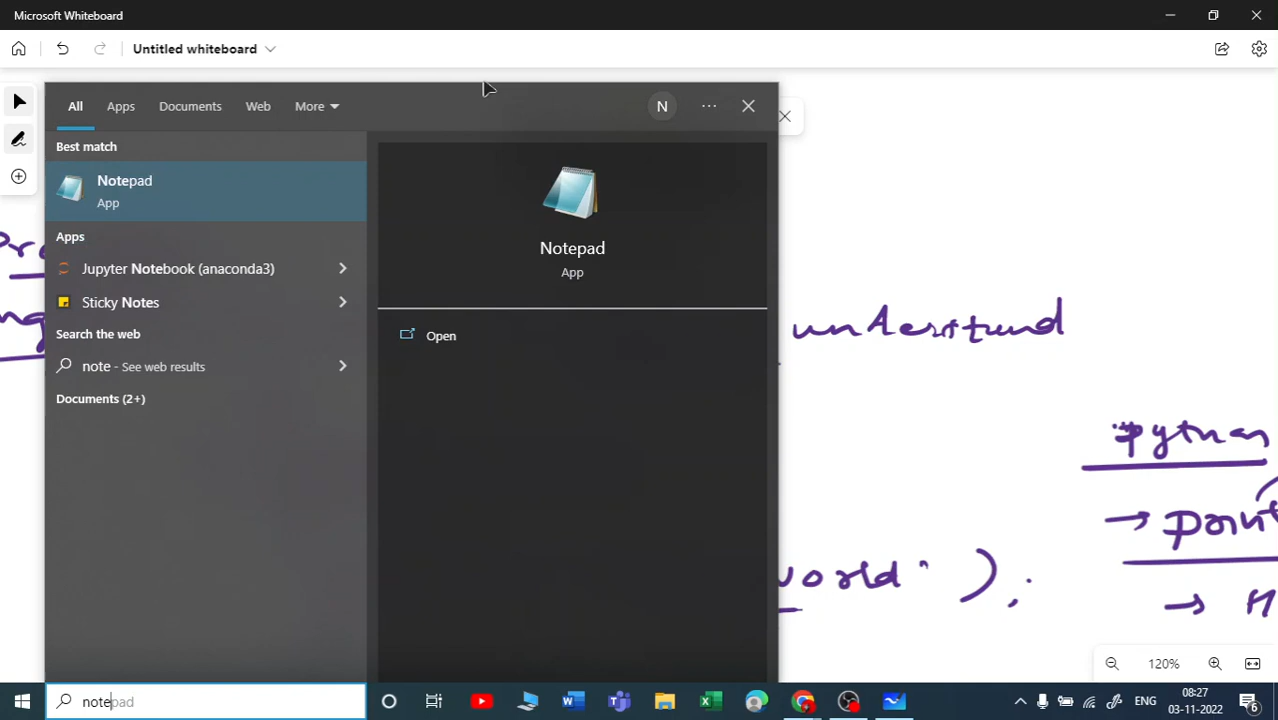 Microsoft Whiteboard
Untitled whiteboard
All Apps Documents Web More
N
Best match
Notepad
App
Apps
Jupyter Notebook (anaconda3)
Sticky Notes
Search the web
note - See web results
Documents (2+)
Notepad
App
Open
understand
world" );
120%
notepad
ENG
08:27
03-11-2022
6